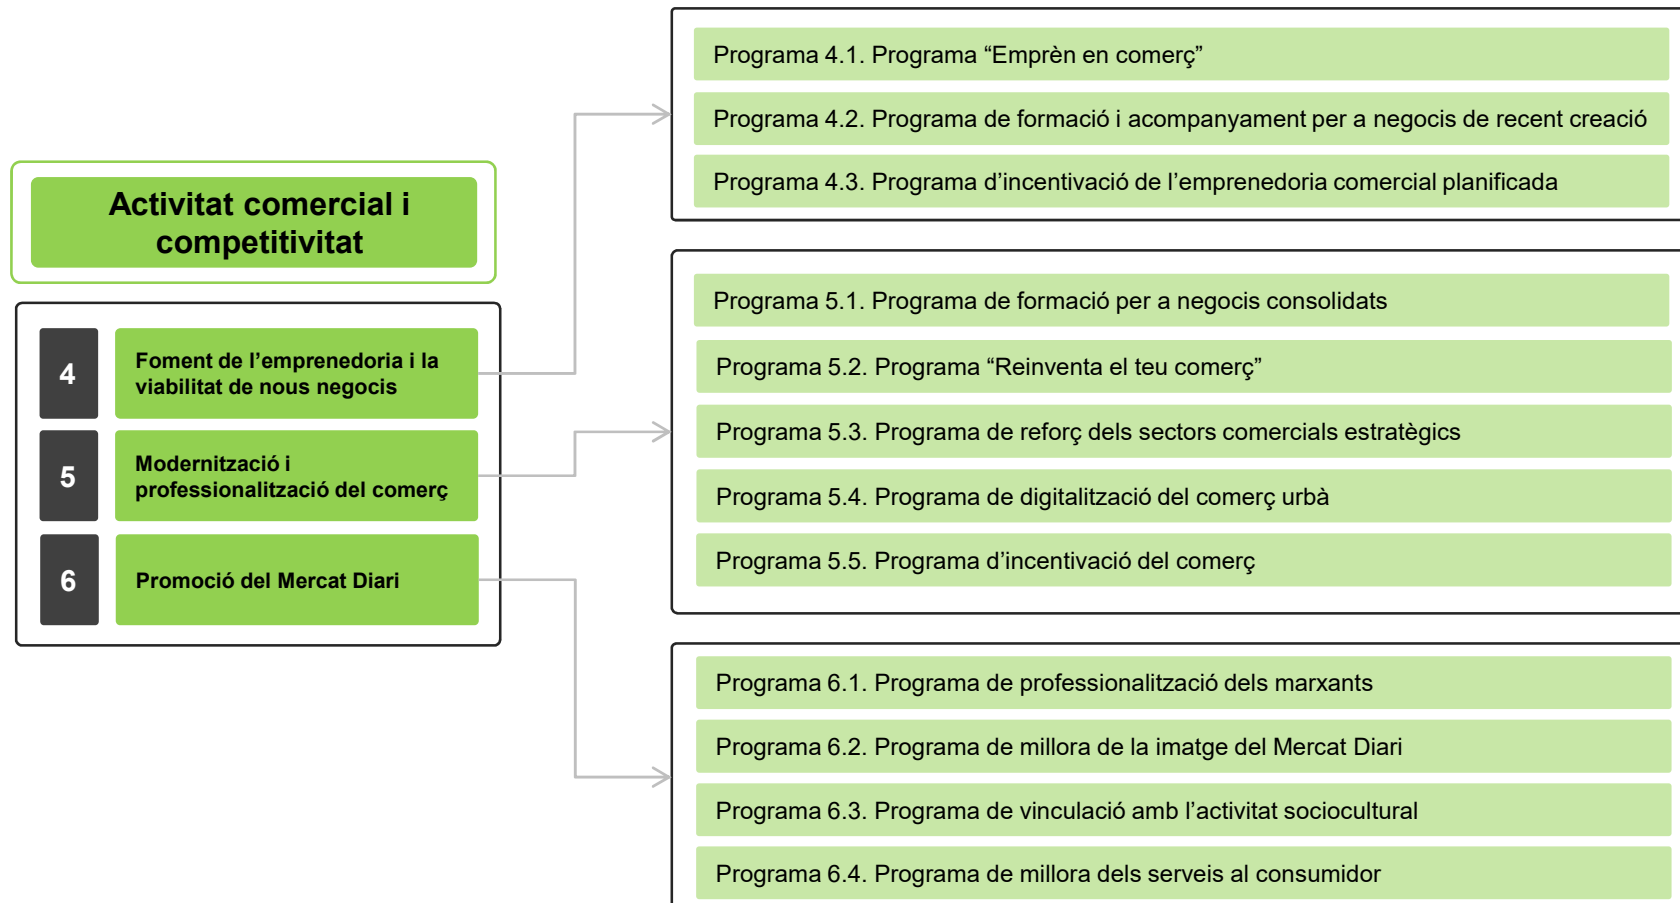 Activitat comercial i
competitivitat
4
Foment de l’emprenedoria i la
viabilitat de nous negocis
5
Modernització i
professionalització del comerç
6
Promoció del Mercat Diari
Programa 4.1. Programa “Emprèn en comerç”
Programa 4.2. Programa de formació i acompanyament per a negocis de recent creació
Programa 4.3. Programa d’incentivació de l’emprenedoria comercial planificada
Programa 5.1. Programa de formació per a negocis consolidats
Programa 5.2. Programa “Reinventa el teu comerç”
Programa 5.3. Programa de reforç dels sectors comercials estratègics
Programa 5.4. Programa de digitalització del comerç urbà
Programa 5.5. Programa d’incentivació del comerç
Programa 6.1. Programa de professionalització dels marxants
Programa 6.2. Programa de millora de la imatge del Mercat Diari
Programa 6.3. Programa de vinculació amb l’activitat sociocultural
Programa 6.4. Programa de millora dels serveis al consumidor